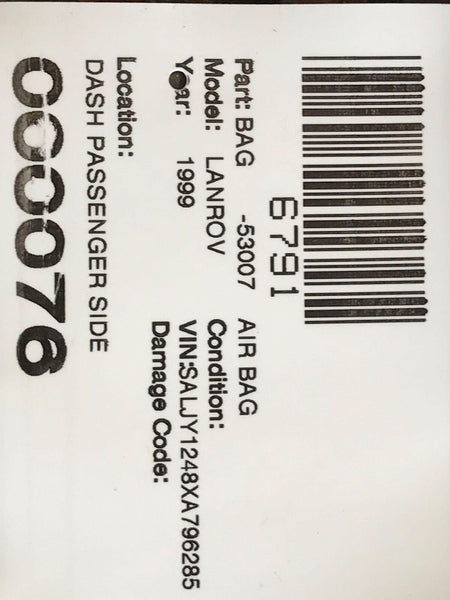 6791
Part: BAG -53007 AIR BAG
Model: LANROV Condition:
Year: 1999 VIN:SALJY1248XA796285
Damage Code:
Location:
DASH PASSENGER SIDE
000076